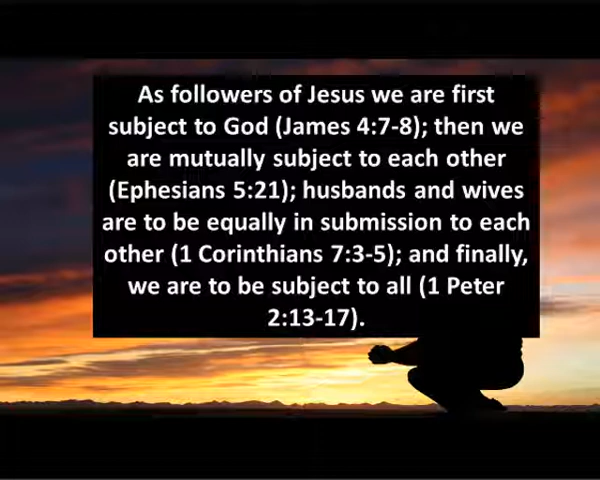 As followers of Jesus we are first
subject to God (James 4:7-8); then we
are mutually subject to each other
(Ephesians 5:21); husbands and wives
are to be equally in submission to each
other (1 Corinthians 7:3-5); and finally,
we are to be subject to all (1 Peter
2:13-17).